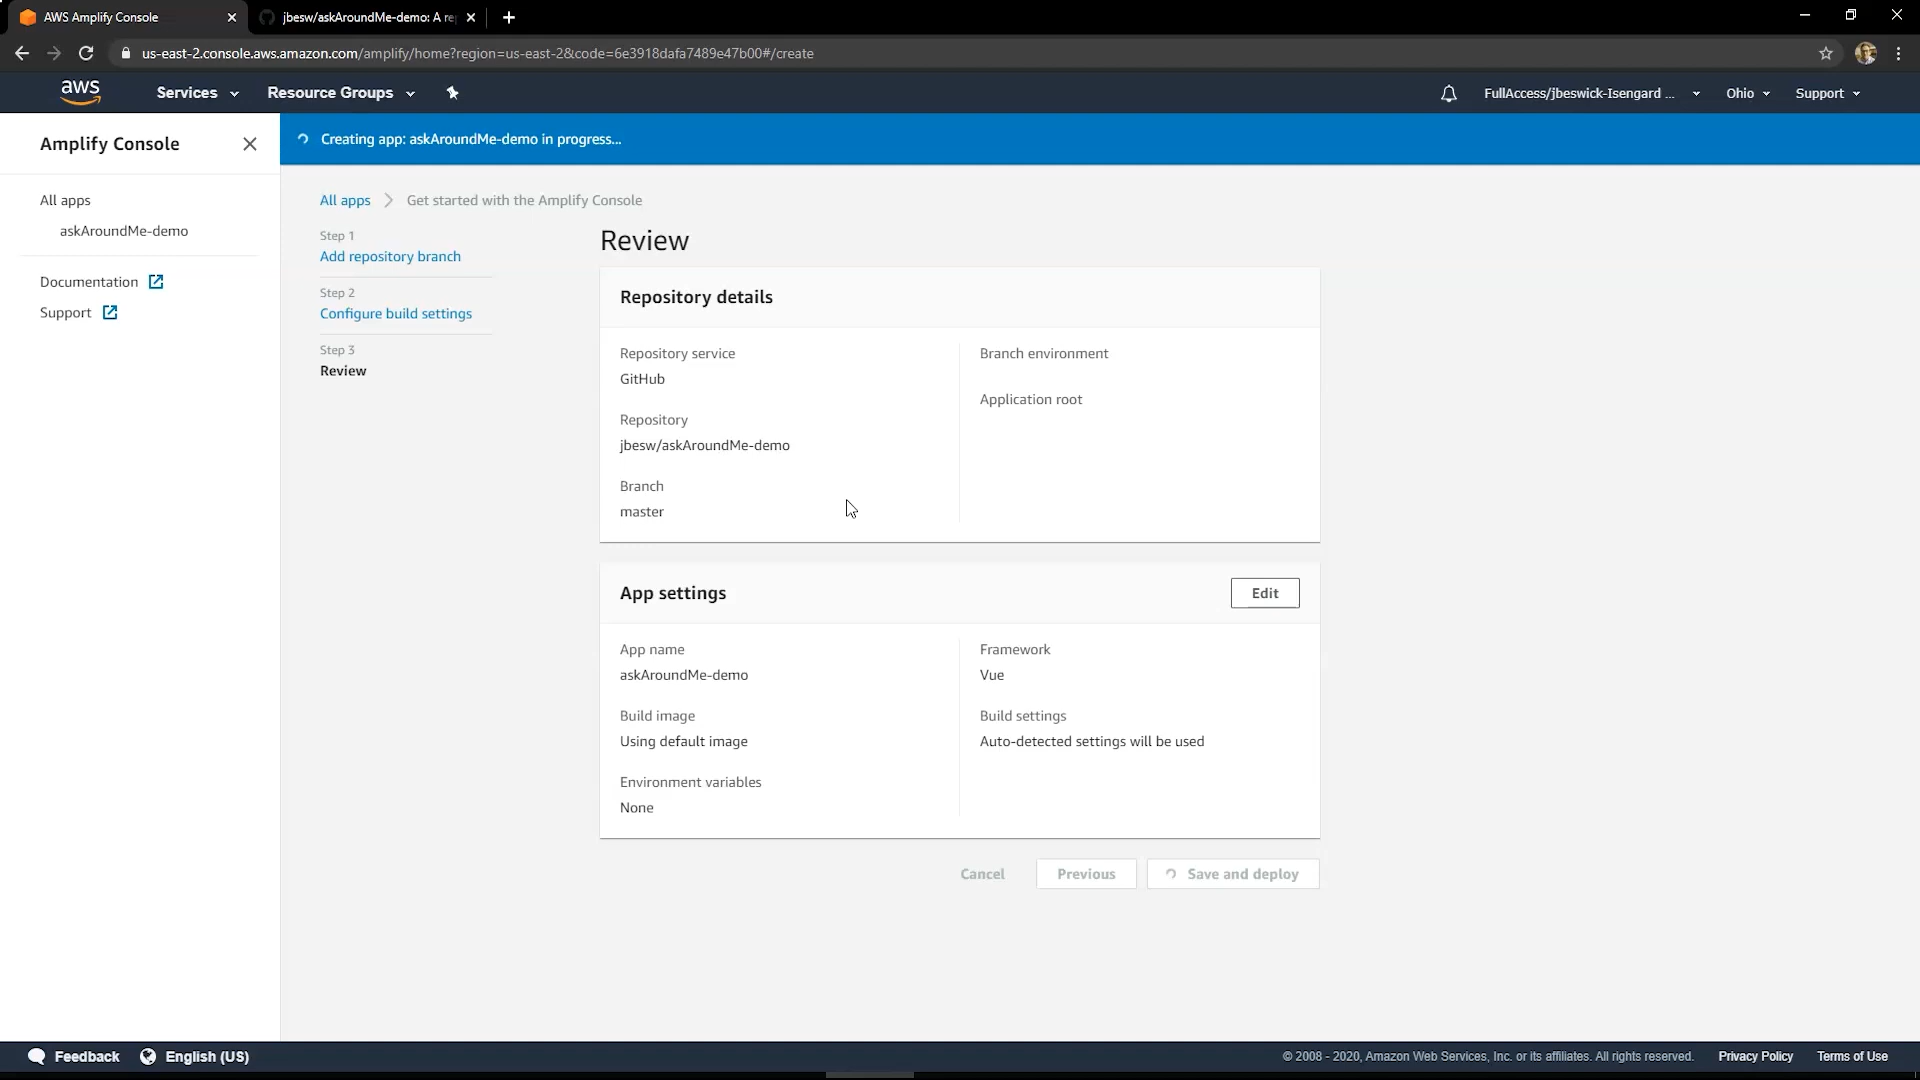 AWS Amplify Console
jbesw/askAroundMe-demo: A re
us-east-2.console.aws.amazon.com/amplify/home?region=us-east-2&code=6e3918dafa7489e47b00#/create
aws
Services
Resource Groups
FullAccess/jbeswick-Isengard ...
Ohio
Support
Amplify Console
Creating app: askAroundMe-demo in progress...
All apps
askAroundMe-demo
Documentation
Support
All apps
Get started with the Amplify Console
Step 1
Add repository branch
Step 2
Configure build settings
Step 3
Review
Review
Repository details
Repository service
GitHub
Repository
jbesw/askAroundMe-demo
Branch
master
Branch environment
Application root
App settings
Edit
App name
askAroundMe-demo
Build image
Using default image
Environment variables
None
Framework
Vue
Build settings
Auto-detected settings will be used
Cancel
Previous
Save and deploy
Feedback
English (US)
© 2008 - 2020, Amazon Web Services, Inc. or its affiliates. All rights reserved.
Privacy Policy
Terms of Use